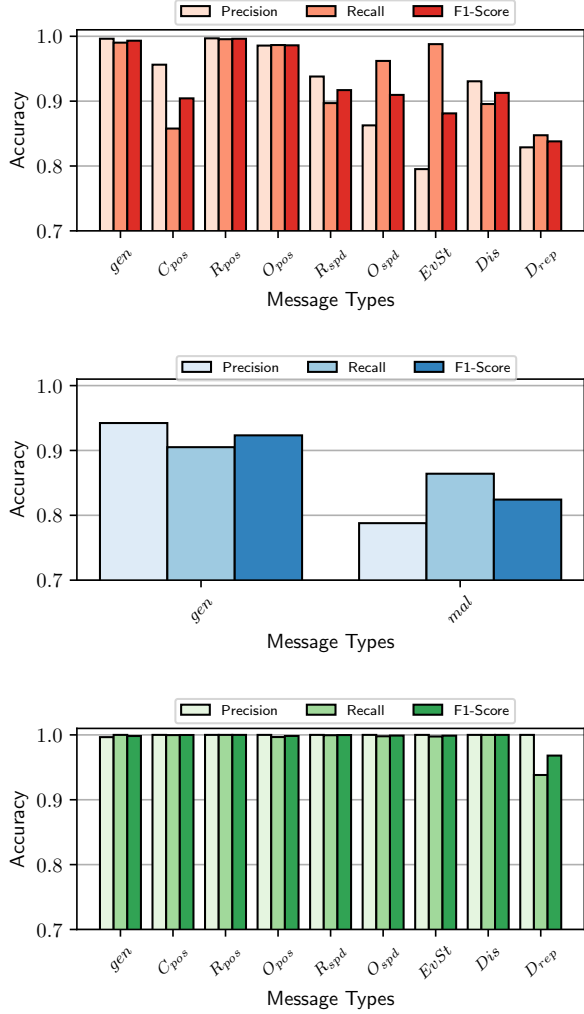 Precision Recall F1-Score
1.0
0.9
0.8
0.7
Accuracy
gen C_pos R_pos O_pos R_spd O_spd EvSt Dis D_rep
Message Types
Precision Recall F1-Score
1.0
0.9
0.8
0.7
Accuracy
gen mal
Message Types
Precision Recall F1-Score
1.0
0.9
0.8
0.7
Accuracy
gen C_pos R_pos O_pos R_spd O_spd EvSt Dis D_rep
Message Types